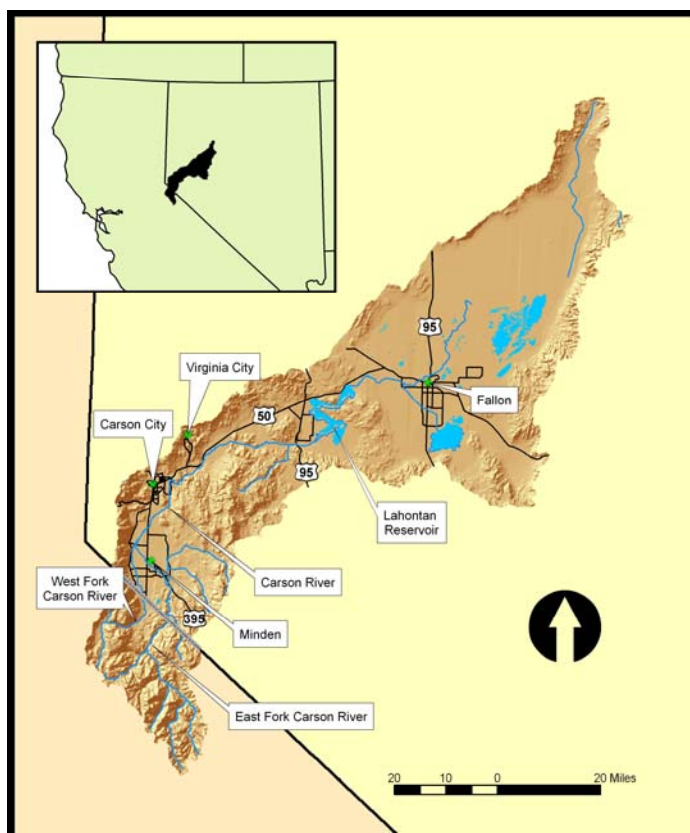 95
Virginia City
Fallon
50
Carson City
95
Lahontan
Reservoir
Carson River
West Fork
Carson River
395
Minden
East Fork Carson River
20 10 0 20 Miles